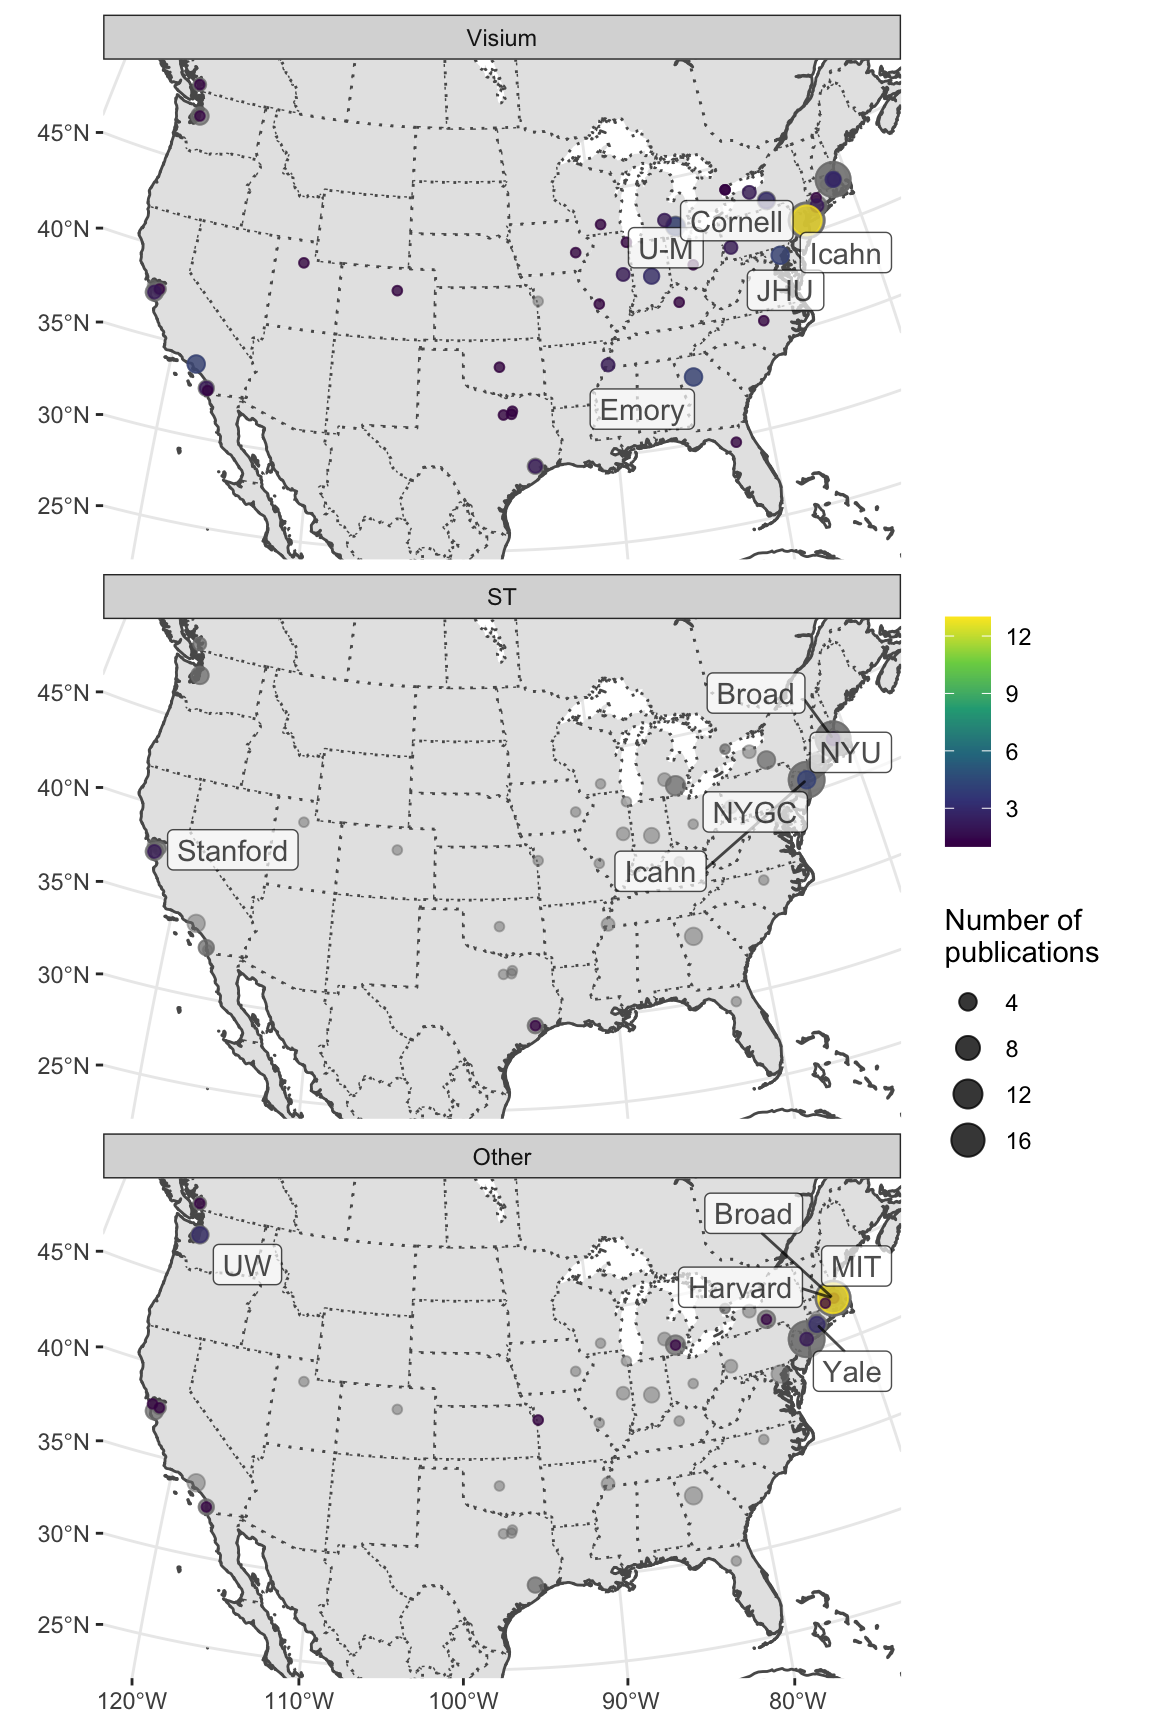 Visium
45°N
40°N
35°N
30°N
25°N
Cornell
U-M
Icahn
JHU
Emory
ST
45°N
40°N
35°N
30°N
25°N
Broad
NYU
NYGC
Stanford
Icahn
12
9
6
3
Number of
publications
4
8
12
16
Other
45°N
40°N
35°N
30°N
25°N
Broad
UW
MIT
Harvard
Yale
120°W
110°W
100°W
90°W
80°W